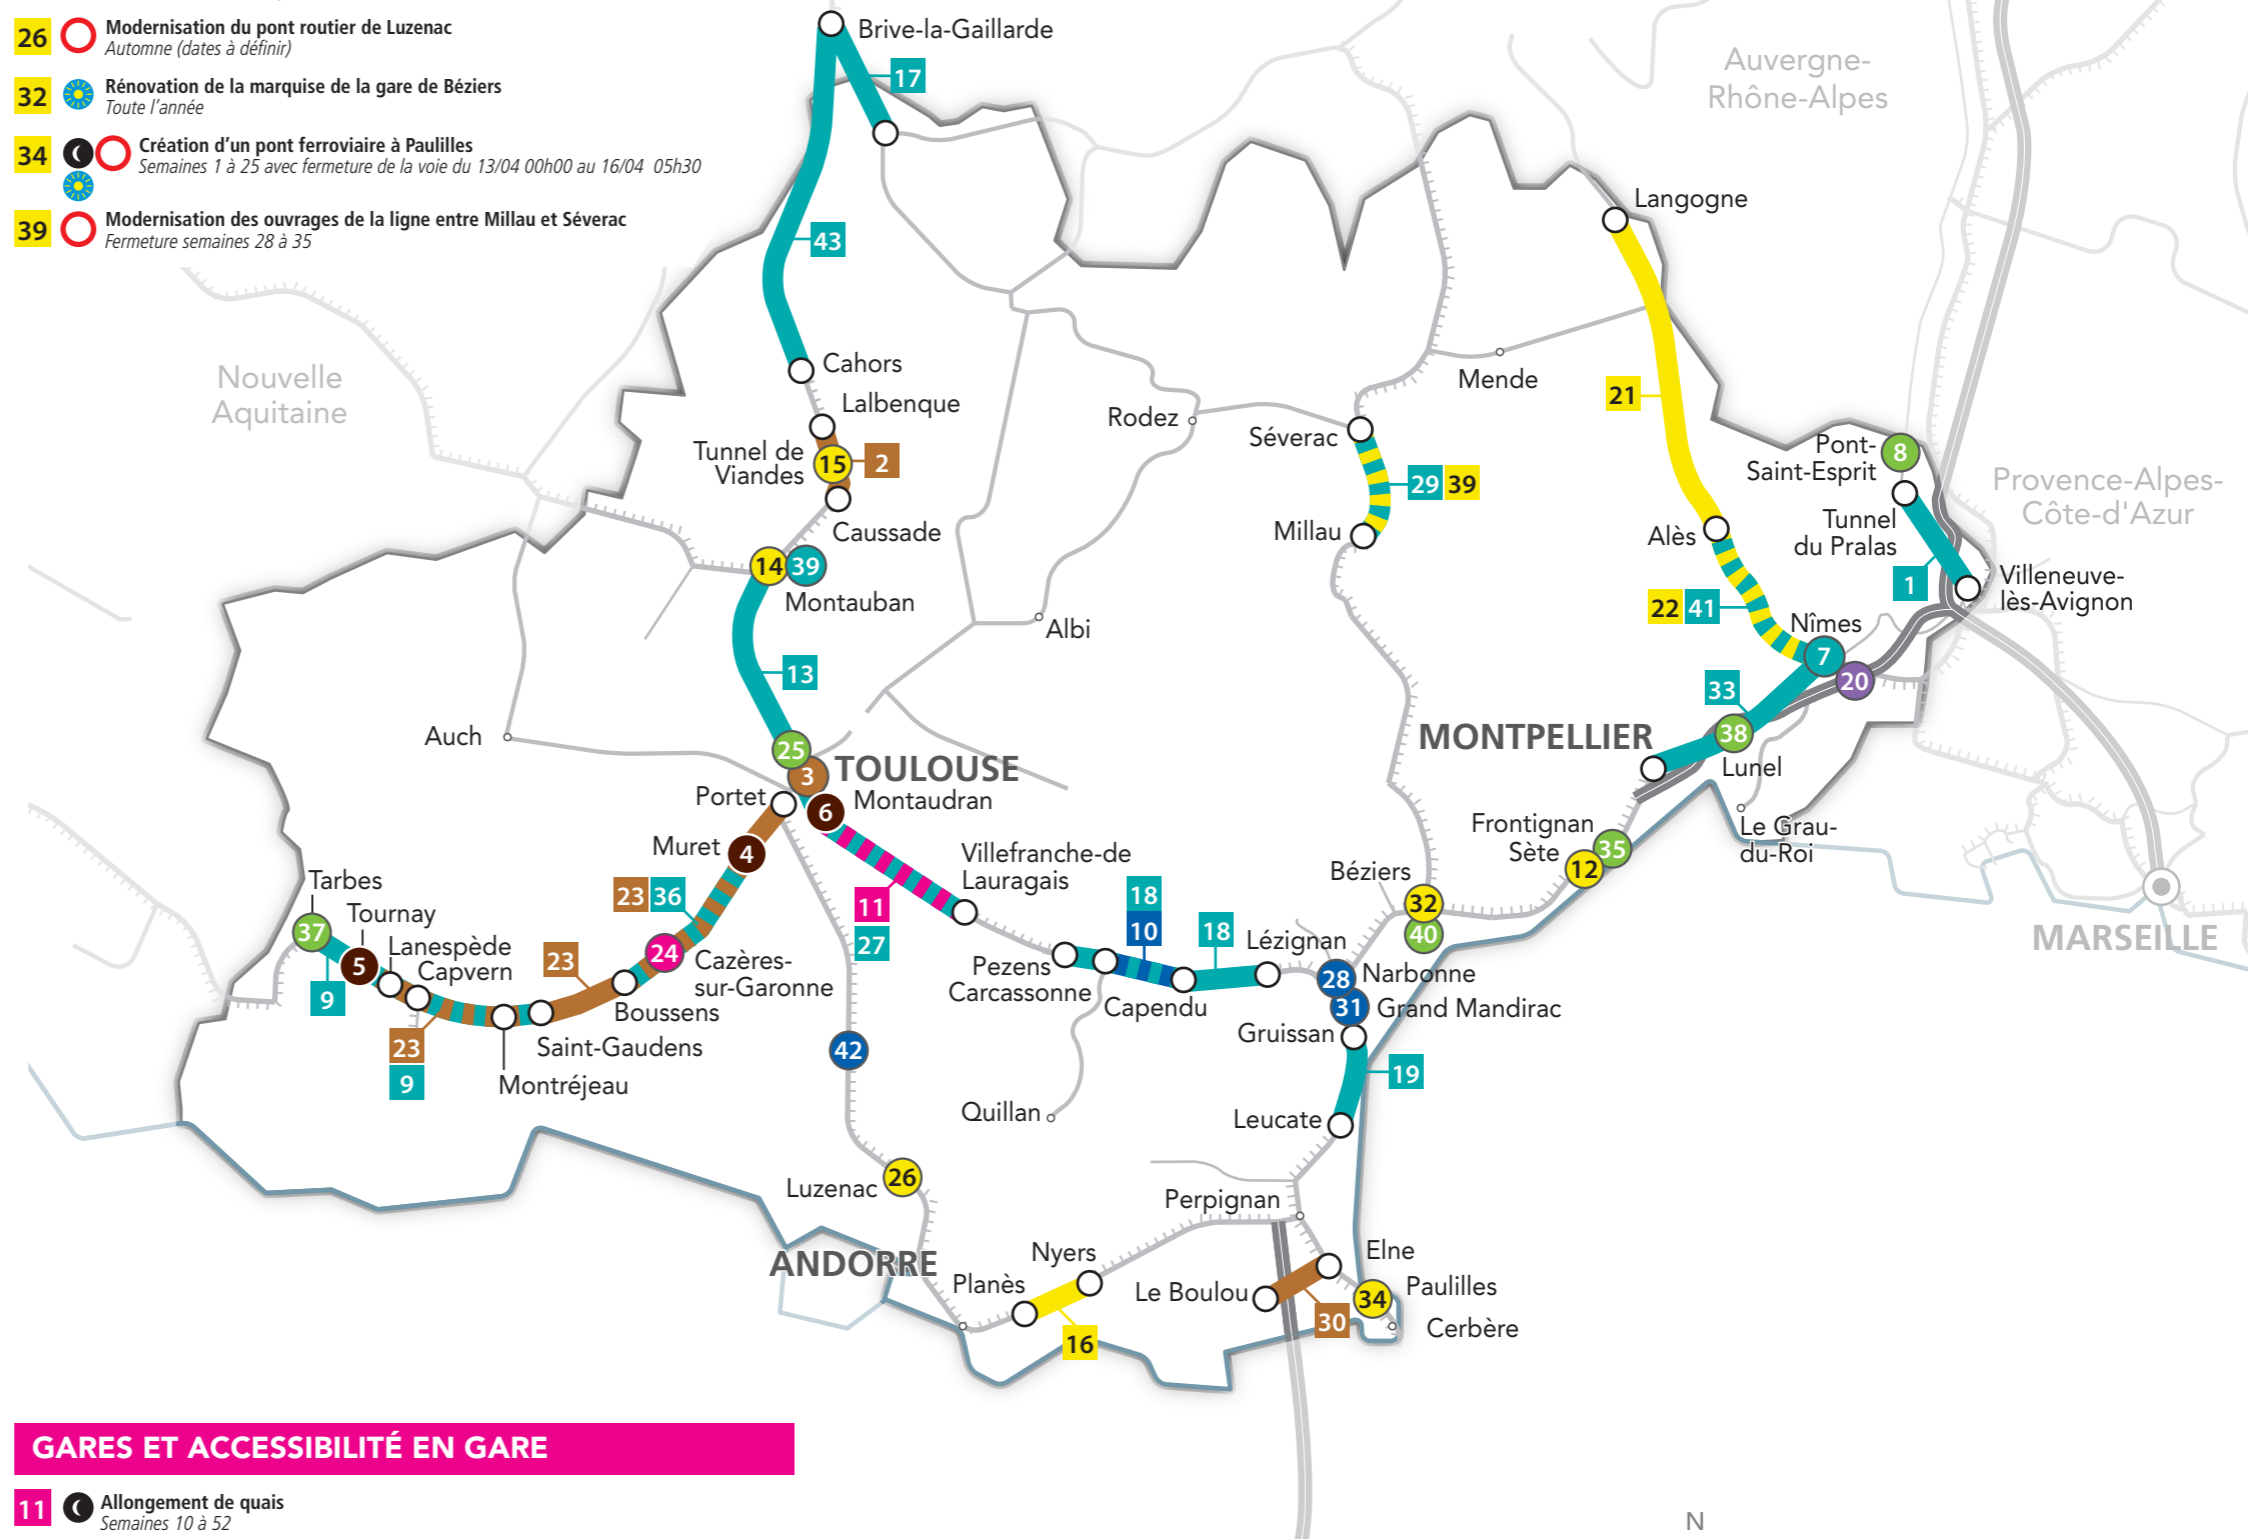 26 Modernisation du pont routier de Luzenac
Automne (dates à définir)
32 Rénovation de la marquise de la gare de Béziers
Toute l'année
34 Création d'un pont ferroviaire à Paulilles
Semaines 1 à 25 avec fermeture de la voie du 13/04 00h00 au 16/04 05h30
39 Modernisation des ouvrages de la ligne entre Millau et Séverac
Fermeture semaines 28 à 35
Brive-la-Gaillarde
17
Auvergne-
Rhône-Alpes
Langogne
43
Nouvelle
Aquitaine
Cahors
Lalbenque
Tunnel de
Viandes
15
2
Caussade
14
39
Montauban
13
Rodez
Séverac
29 39
Millau
Mende
21
Alès
22 41
Pont-
Saint-Esprit
8
Tunnel
du Pralas
1
Villeneuve-
lès-Avignon
Provence-Alpes-
Côte-d'Azur
Nîmes
7
20
33
MONTPELLIER
38
Lunel
Le Grau-
du-Roi
MARSEILLE
Albi
Auch
25
3
TOULOUSE
Portet
6
Montaudran
Muret
4
Villefranche-de
Lauragais
11
27
23 36
Tarbes
37
Tournay
5
Lanespède
Capvern
9
23
24
Cazères-
sur-Garonne
Boussens
Saint-Gaudens
Montréjeau
23
9
18
10
18
Pezens
Carcassonne
Capendu
Lézignan
Frontignan
Sète
35
12
Béziers
32
40
28
Narbonne
31
Grand Mandirac
Gruissan
19
Leucate
42
Quillan
Luzenac
26
ANDORRE
Perpignan
Nyers
Planès
16
Le Boulou
30
Elne
34
Paulilles
Cerbère
GARES ET ACCESSIBILITÉ EN GARE
11 Allongement de quais
Semaines 10 à 52
N